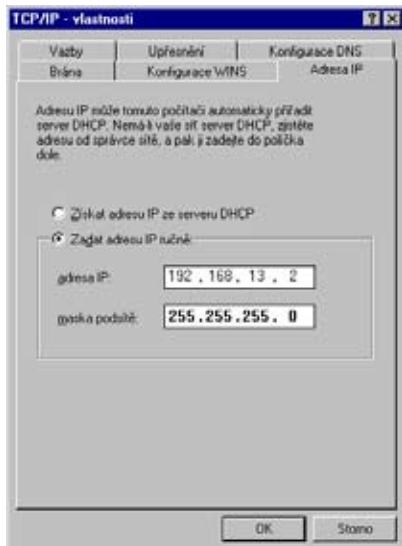 TCP/IP - vlastnosti
Vazby Upřesnění Konfigurace DNS
Brána Konfigurace WINS Adresa IP
Adresu IP může tomuto počítači automaticky přiřadit
server DHCP. Nemá-li vaše síť server DHCP, zjistěte
adresu od správce sítě, a pak ji zadejte do políčka
dole.
Získat adresu IP ze serveru DHCP
Zadat adresu IP ručně:
adresa IP: 192 . 168 . 13 . 2
maska podsítě: 255 . 255 . 255 . 0
OK Storno